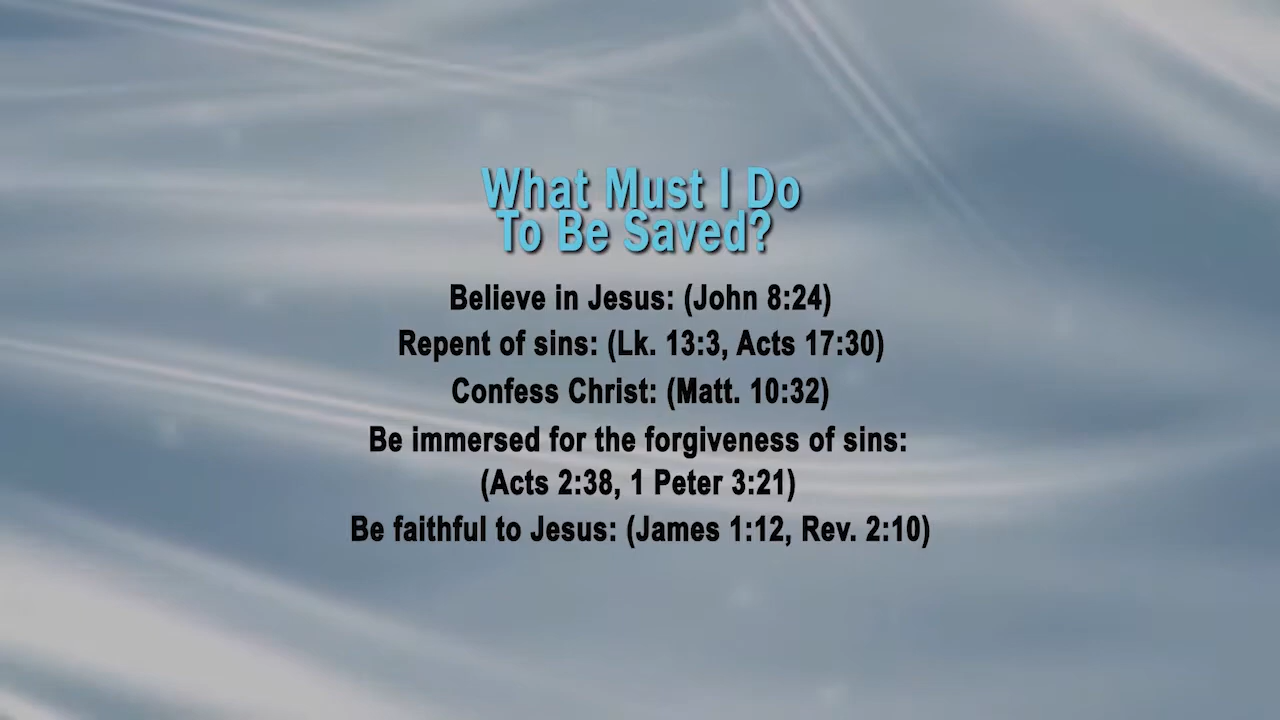 What Must I Do
To Be Saved?
Believe in Jesus: (John 8:24)
Repent of sins: (Lk. 13:3, Acts 17:30)
Confess Christ: (Matt. 10:32)
Be immersed for the forgiveness of sins:
(Acts 2:38, 1 Peter 3:21)
Be faithful to Jesus: (James 1:12, Rev. 2:10)